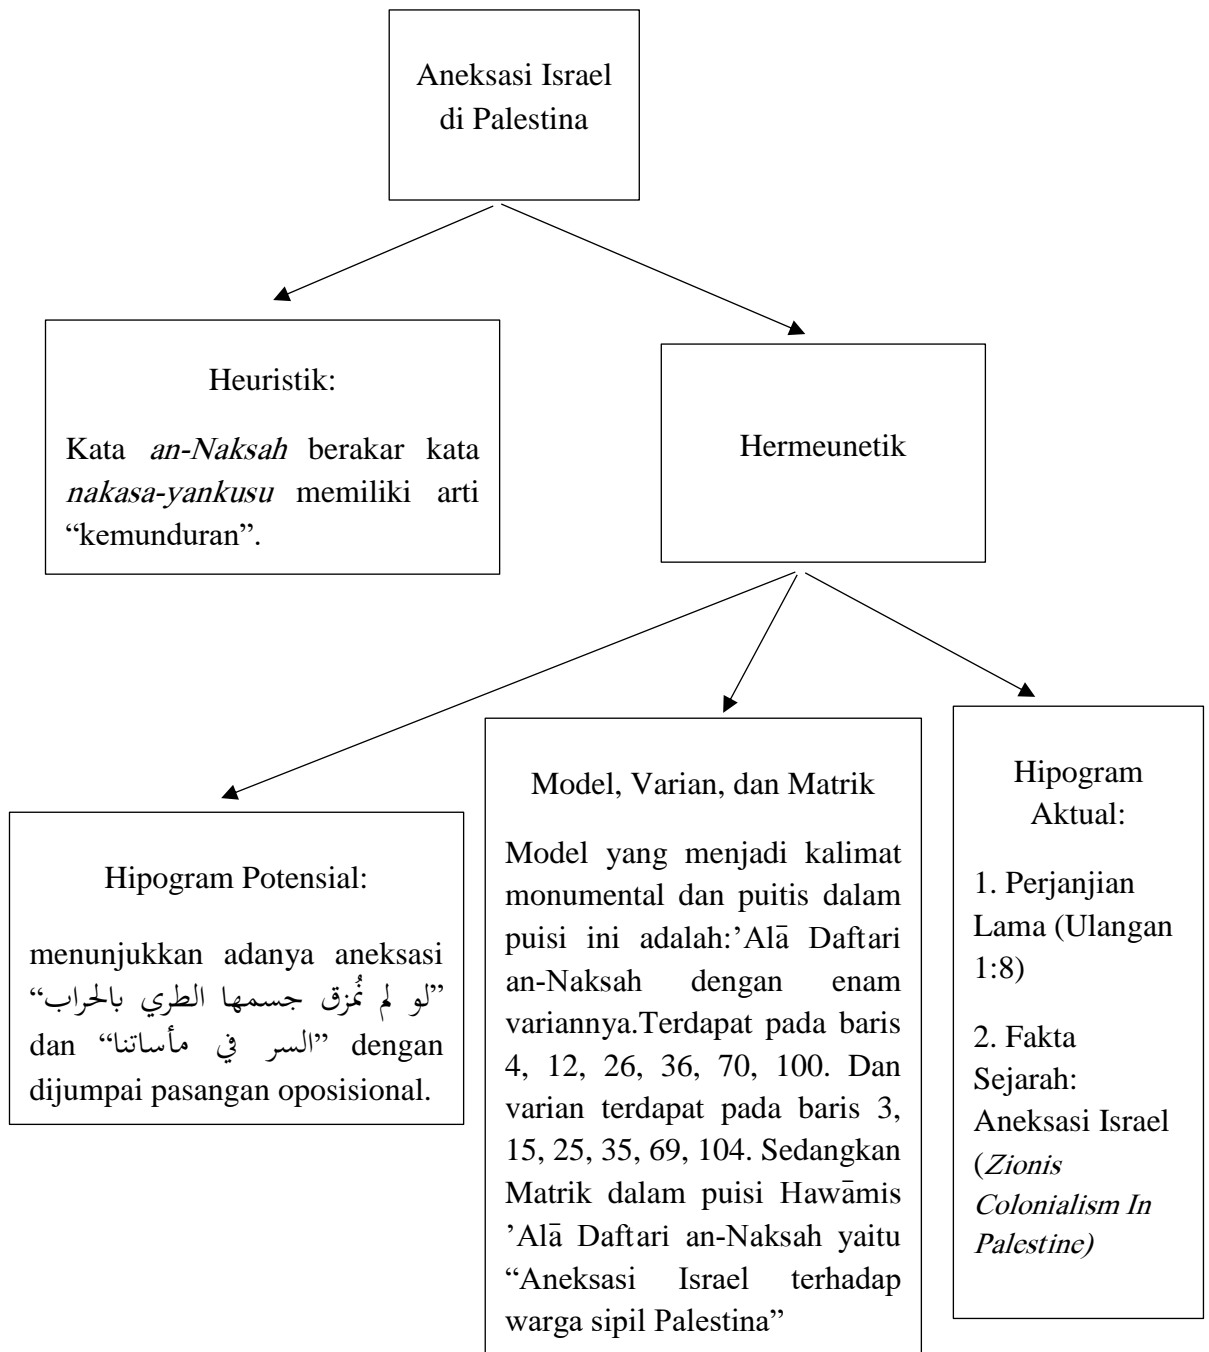 Aneksasi Israel
di Palestina
Heuristik:
Kata an-Naksah berakar kata
nakasa-yankusu memiliki arti
“kemunduran”.
Hermeunetik
Hipogram Potensial:
menunjukkan adanya aneksasi
“لو لم نُمزق جسمها الطري بالحراب”
dan “السر في مأساتنا” dengan
dijumpai pasangan oposisional.
Model, Varian, dan Matrik
Model yang menjadi kalimat
monumental dan puitis dalam
puisi ini adalah:’Alā Daftari
an-Naksah dengan enam
variannya.Terdapat pada baris
4, 12, 26, 36, 70, 100. Dan
varian terdapat pada baris 3,
15, 25, 35, 69, 104. Sedangkan
Matrik dalam puisi Hawāmis
’Alā Daftari an-Naksah yaitu
“Aneksasi Israel terhadap
warga sipil Palestina”
Hipogram
Aktual:
1. Perjanjian
Lama (Ulangan
1:8)
2. Fakta
Sejarah:
Aneksasi Israel
(Zionis
Colonialism In
Palestine)